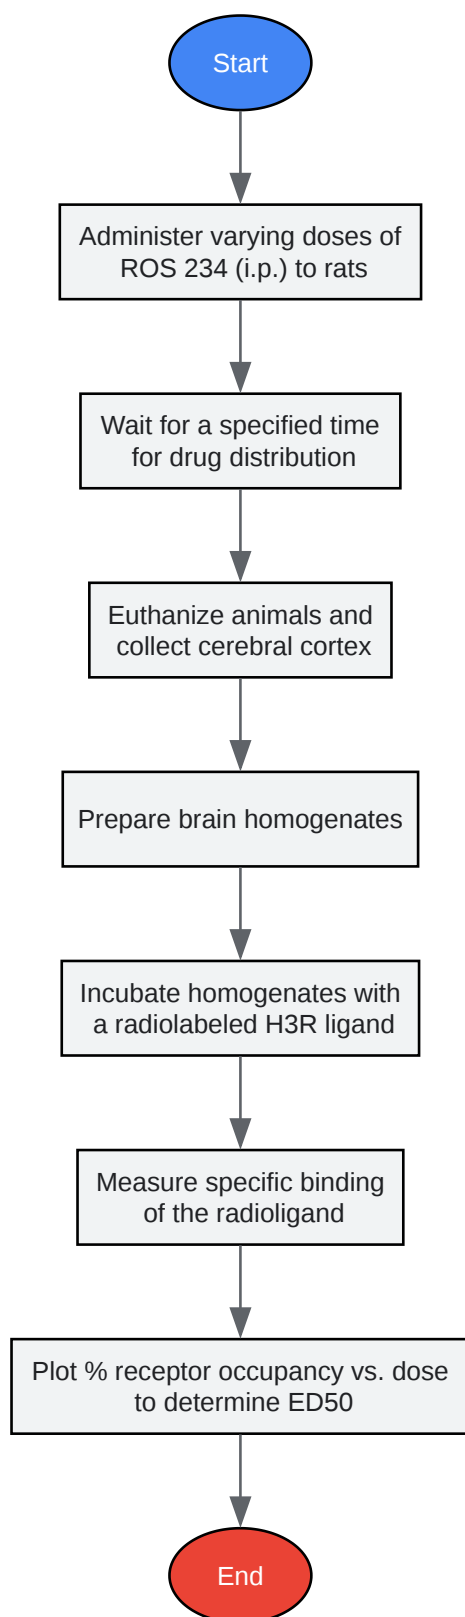 Start
Administer varying doses of
ROS 234 (i.p.) to rats
Wait for a specified time
for drug distribution
Euthanize animals and
collect cerebral cortex
Prepare brain homogenates
Incubate homogenates with
a radiolabeled H3R ligand
Measure specific binding
of the radioligand
Plot % receptor occupancy vs. dose
to determine ED50
End